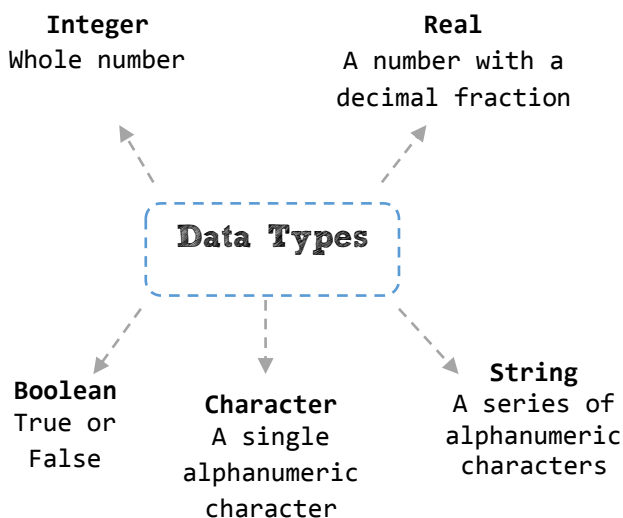 Integer
Whole number
Real
A number with a
decimal fraction
Data Types
Boolean
True or
False
Character
A single
alphanumeric
character
String
A series of
alphanumeric
characters